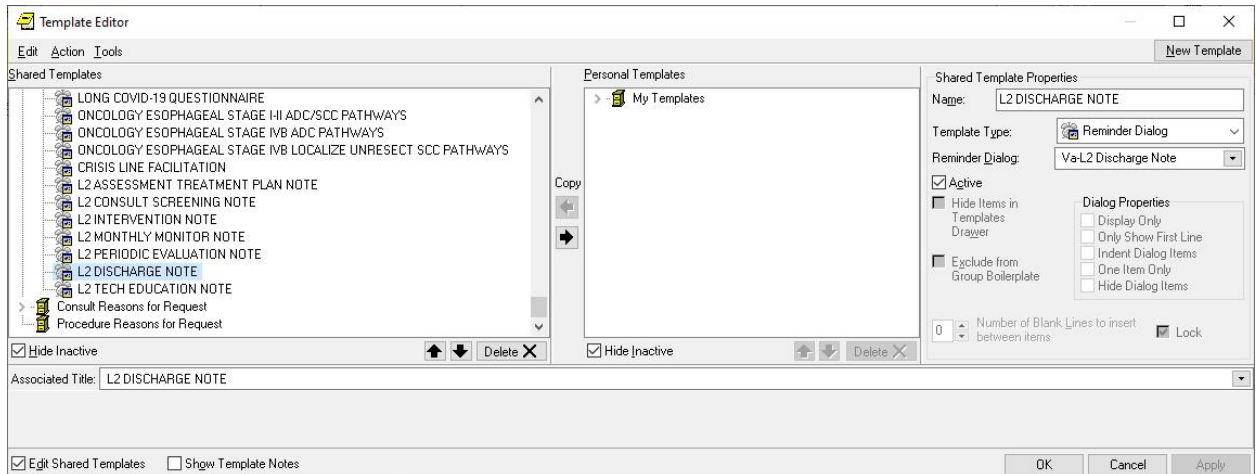 Template Editor
Edit Action Tools
New Template
Shared Templates
LONG COVID-19 QUESTIONNAIRE
ONCOLOGY ESOPHAGEAL STAGE I-II ADC/SCC PATHWAYS
ONCOLOGY ESOPHAGEAL STAGE IVB ADC PATHWAYS
ONCOLOGY ESOPHAGEAL STAGE IVB LOCALIZE UNRESECT SCC PATHWAYS
CRISIS LINE FACILITATION
L2 ASSESSMENT TREATMENT PLAN NOTE
L2 CONSULT SCREENING NOTE
L2 INTERVENTION NOTE
L2 MONTHLY MONITOR NOTE
L2 PERIODIC EVALUATION NOTE
L2 DISCHARGE NOTE
L2 TECH EDUCATION NOTE
Consult Reasons for Request
Procedure Reasons for Request
Hide Inactive
Delete
Copy
Personal Templates
My Templates
Hide Inactive
Delete
Shared Template Properties
Name: L2 DISCHARGE NOTE
Template Type: Reminder Dialog
Reminder Dialog: Va-L2 Discharge Note
Active
Hide Items in
Templates
Drawer
Exclude from
Group Boilerplate
Dialog Properties
Display Only
Only Show First Line
Indent Dialog Items
One Item Only
Hide Dialog Items
0 Number of Blank Lines to insert
between items
Lock
Associated Title: L2 DISCHARGE NOTE
Edit Shared Templates Show Template Notes
OK Cancel Apply